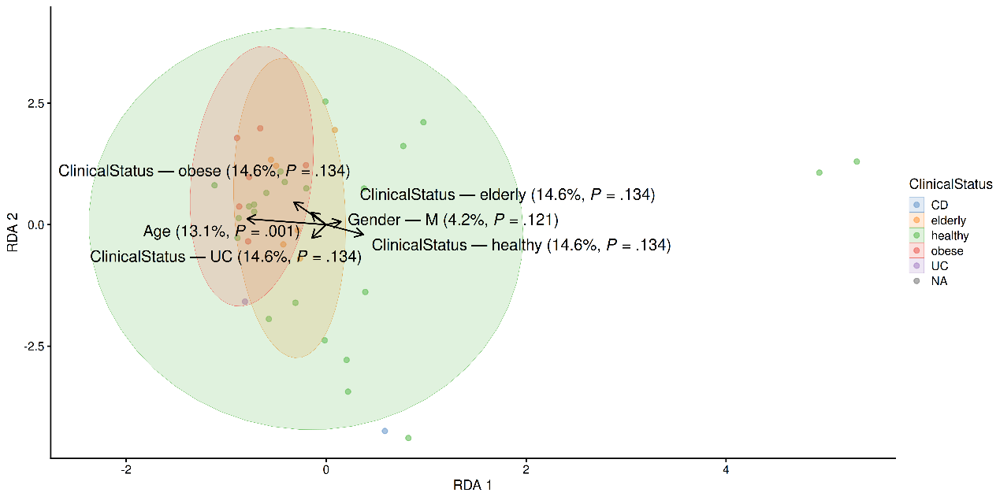 ClinicalStatus — obese (14.6%, P = .134)
ClinicalStatus — elderly (14.6%, P = .134)
Gender — M (4.2%, P = .121)
Age (13.1%, P = .001)
ClinicalStatus — healthy (14.6%, P = .134)
ClinicalStatus — UC (14.6%, P = .134)
RDA 2
2.5
0.0
-2.5
-2
0
2
4
RDA 1
ClinicalStatus
CD
elderly
healthy
obese
UC
NA